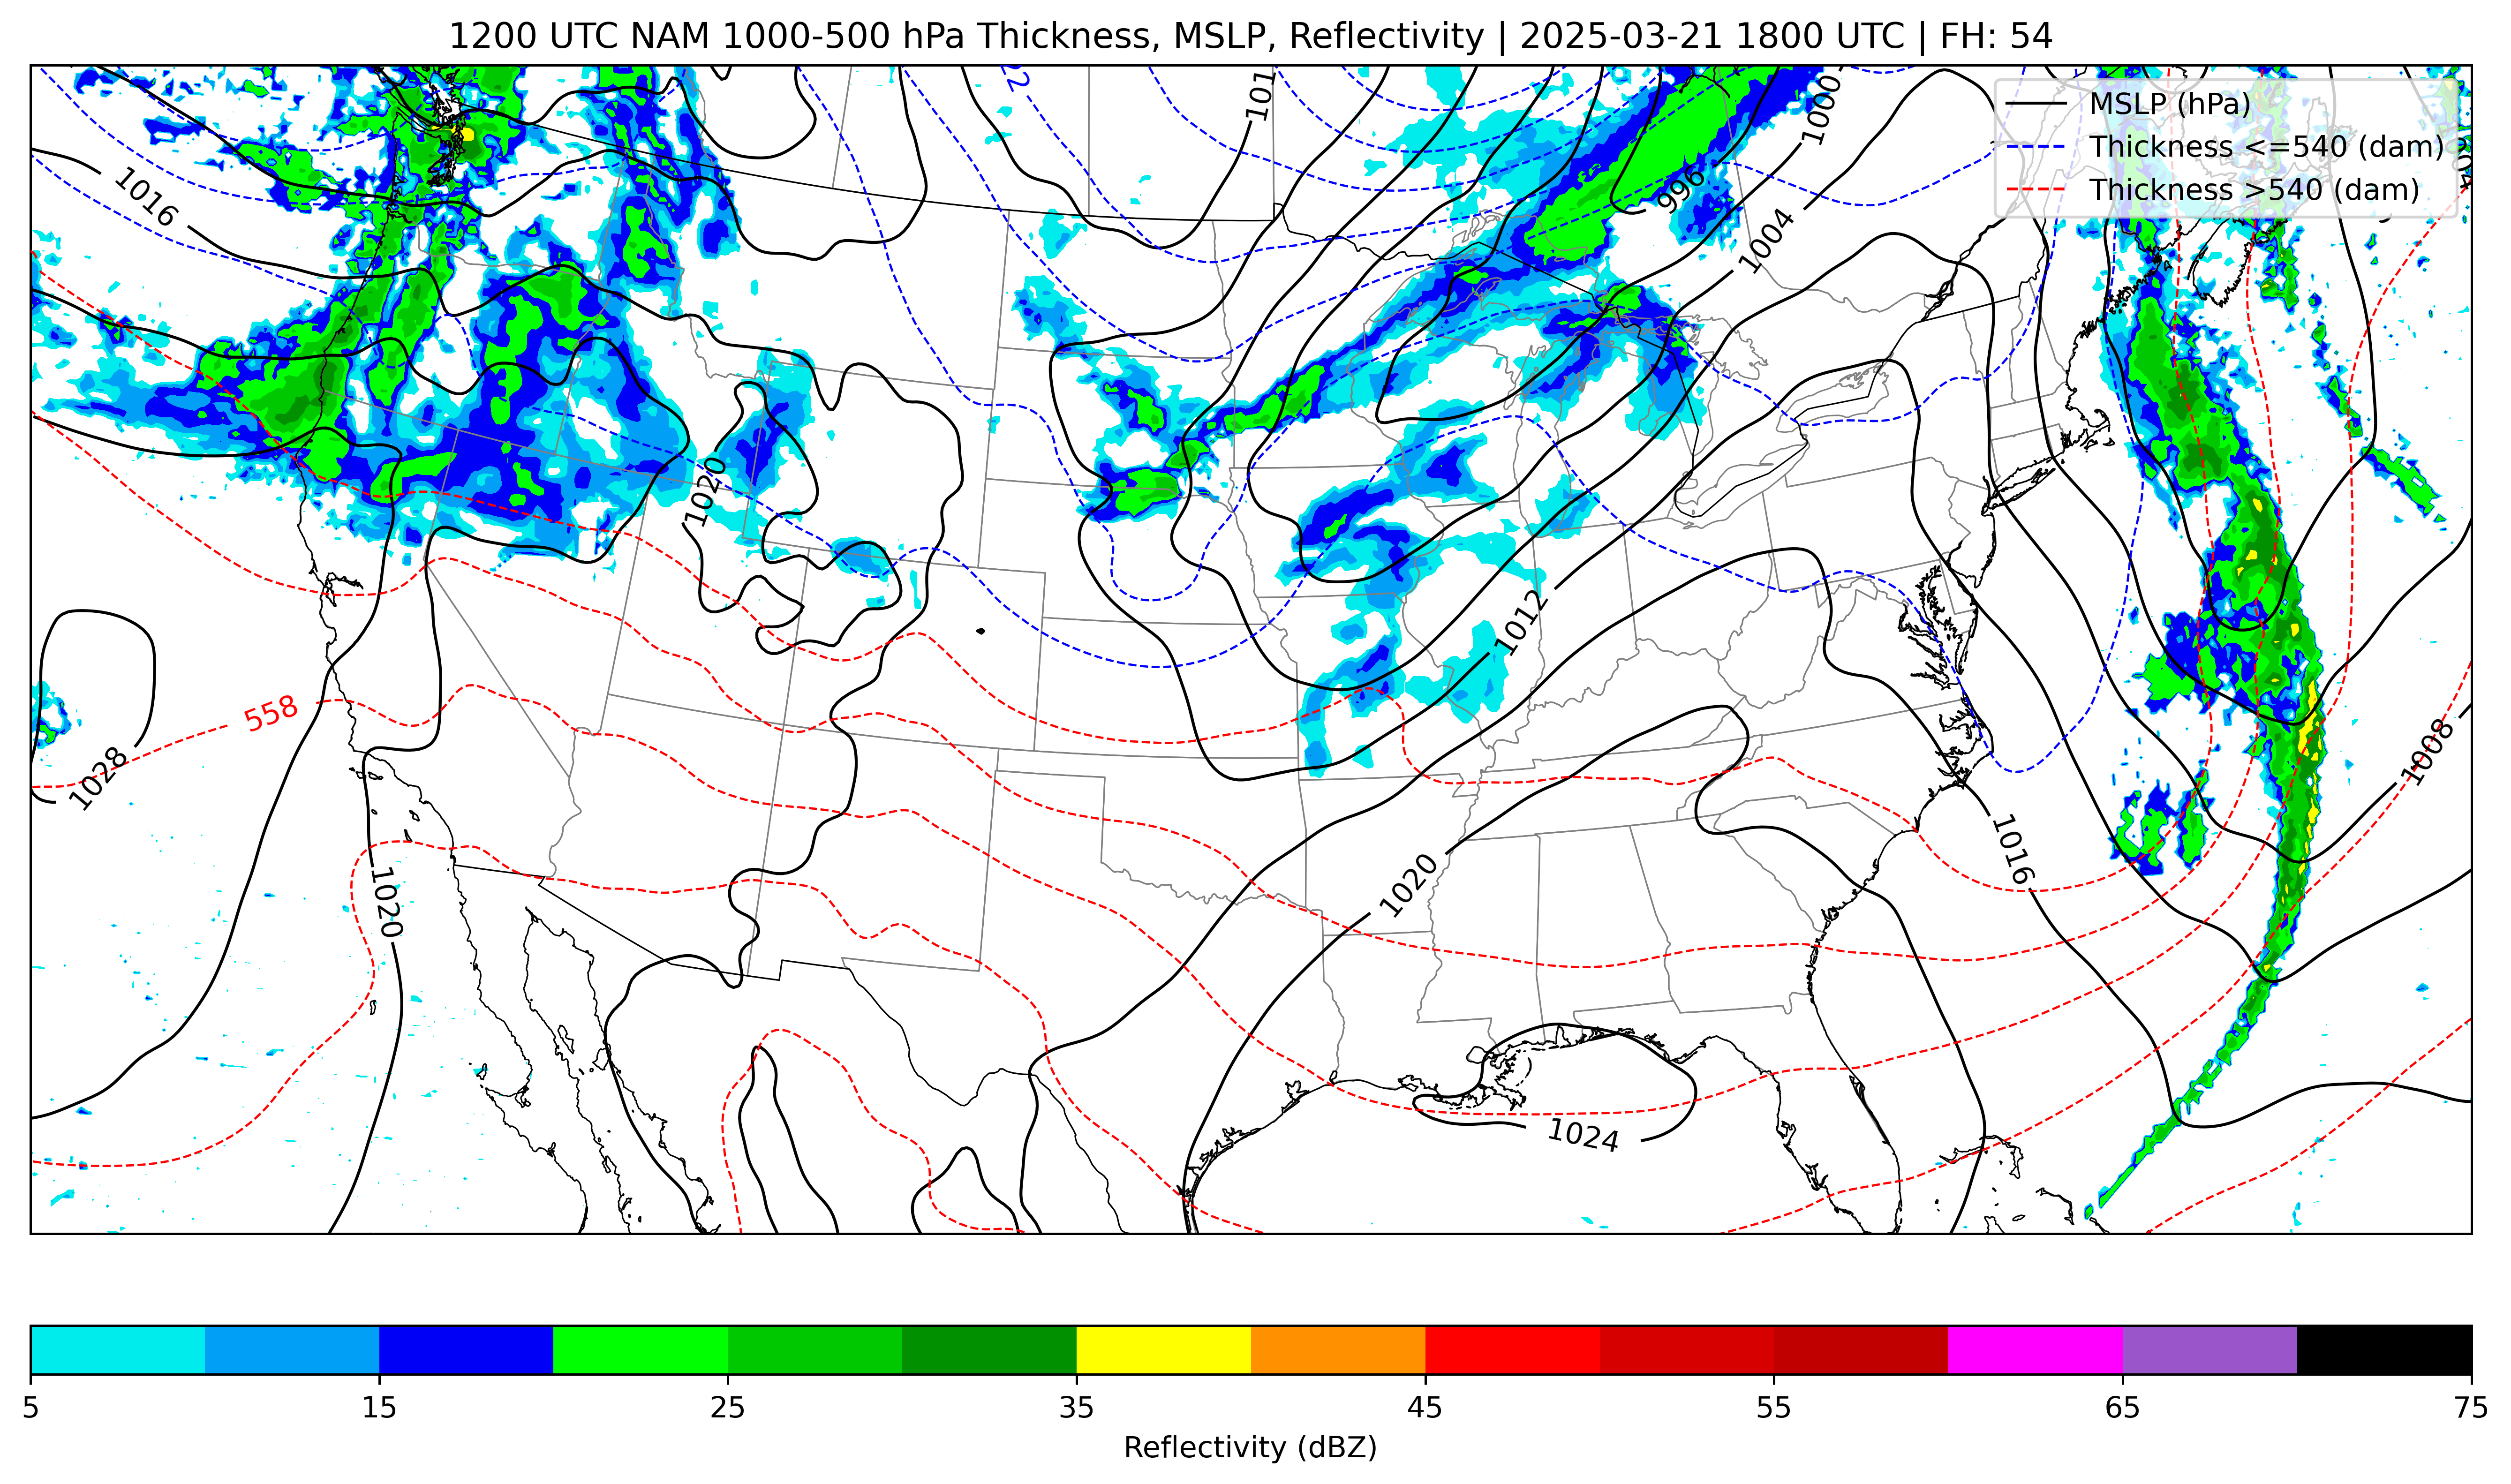 1200 UTC NAM 1000-500 hPa Thickness, MSLP, Reflectivity | 2025-03-21 1800 UTC | FH: 54
MSLP (hPa)
Thickness <=540 (dam)
Thickness >540 (dam)
101
1000
996
1004
1016
1020
1012
558
1028
1008
1020
1020
1016
1024
5 15 25 35 45 55 65 75
Reflectivity (dBZ)